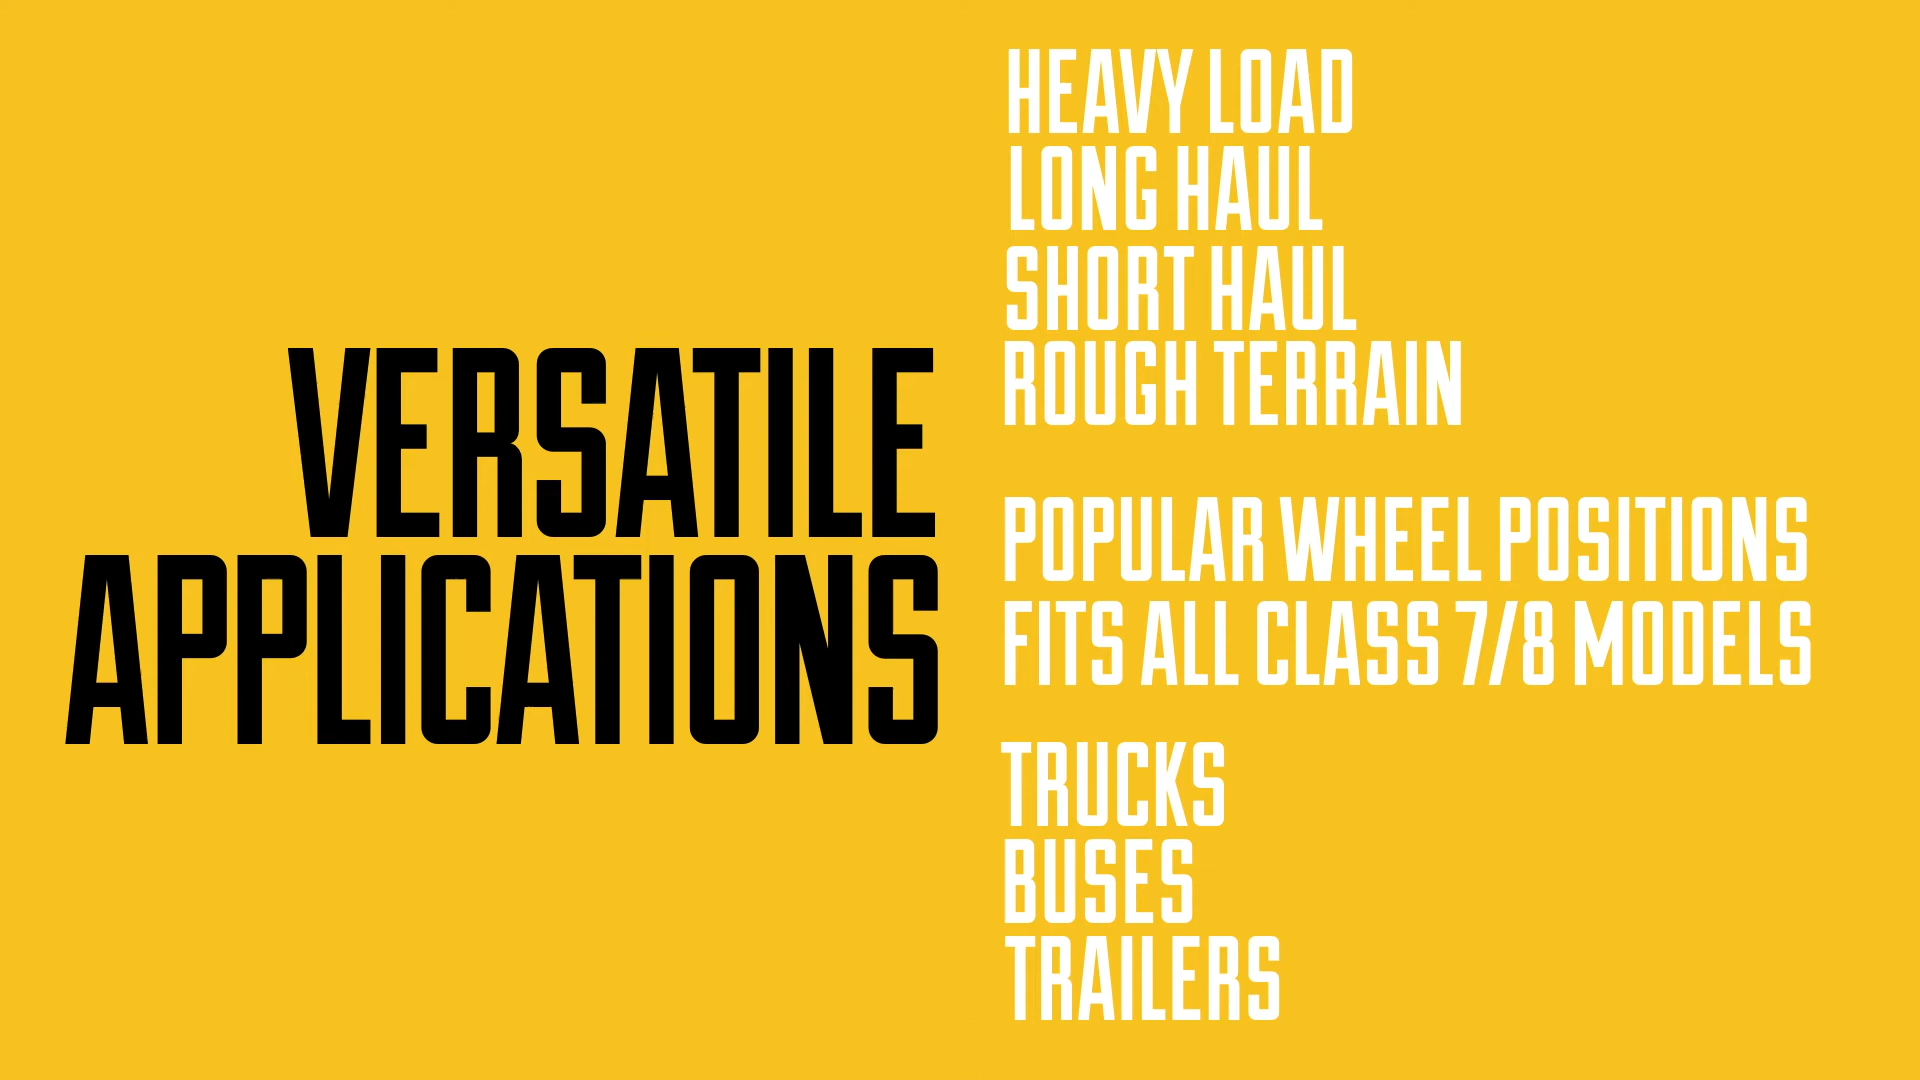 VERSATILE
APPLICATIONS
HEAVY LOAD
LONG HAUL
SHORT HAUL
ROUGH TERRAIN
POPULAR WHEEL POSITIONS
FITS ALL CLASS 7/8 MODELS
TRUCKS
BUSES
TRAILERS